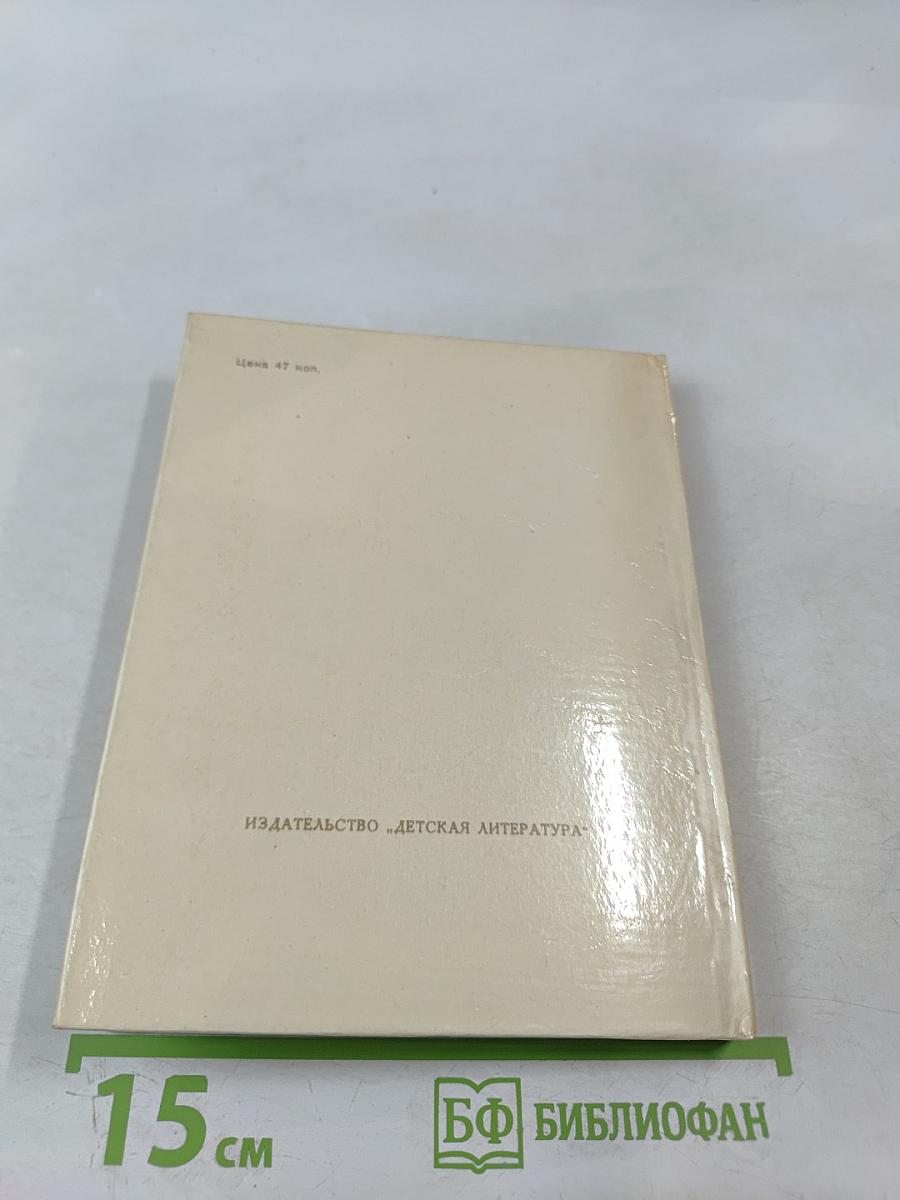 Цена 47 коп.
ИЗДАТЕЛЬСТВО „ДЕТСКАЯ ЛИТЕРАТУРА“
15 см
БФ БИБЛИОФАН